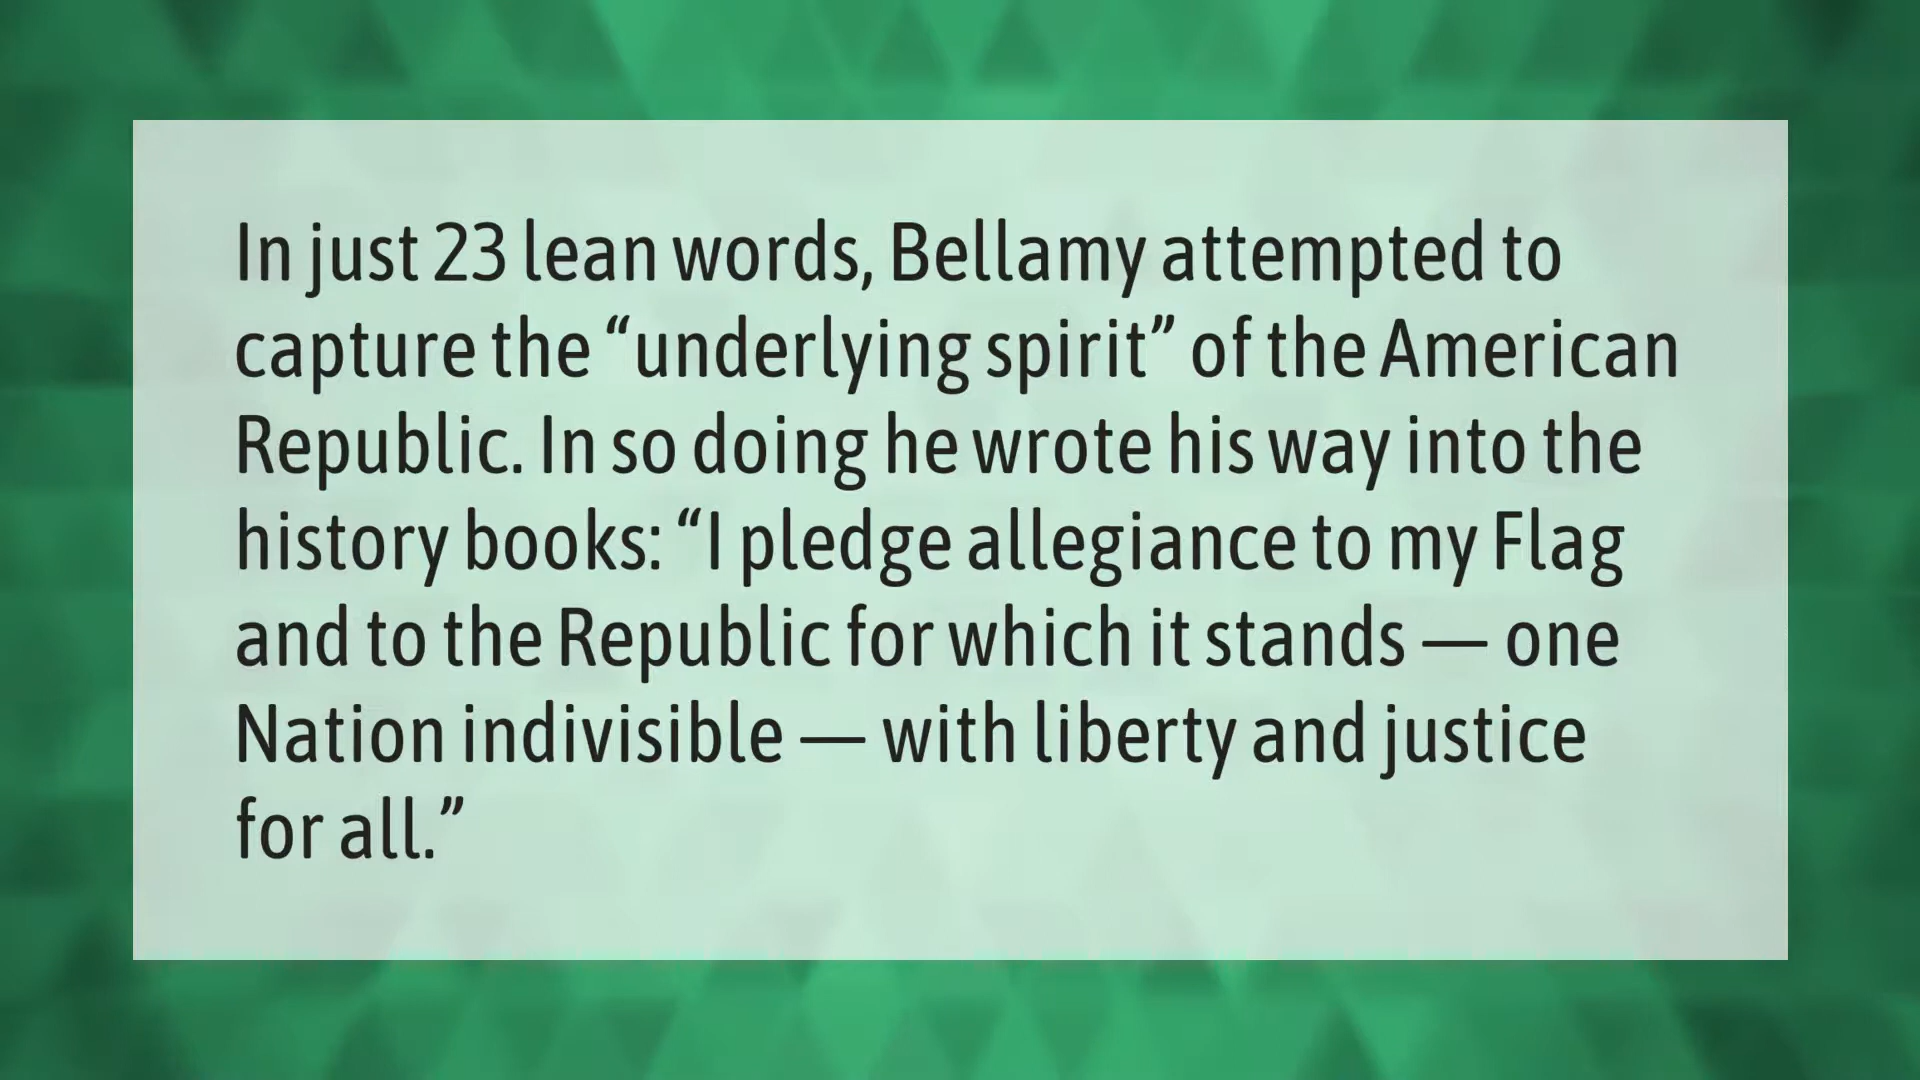 In just 23 lean words, Bellamy attempted to
capture the “underlying spirit” of the American
Republic. In so doing he wrote his way into the
history books: “I pledge allegiance to my Flag
and to the Republic for which it stands — one
Nation indivisible — with liberty and justice
for all.”